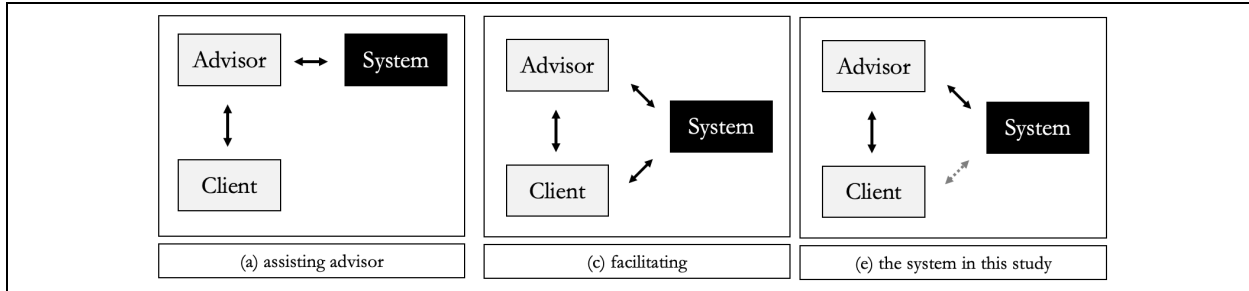 Advisor
System
Client
(a) assisting advisor
Advisor
System
Client
(c) facilitating
Advisor
System
Client
(e) the system in this study